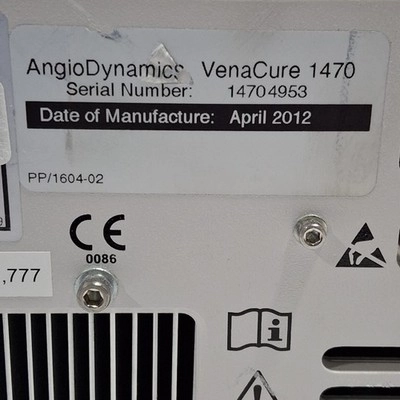 AngioDynamics VenaCure 1470
Serial Number: 14704953
Date of Manufacture: April 2012
PP/1604-02
CE
0086
,777
i